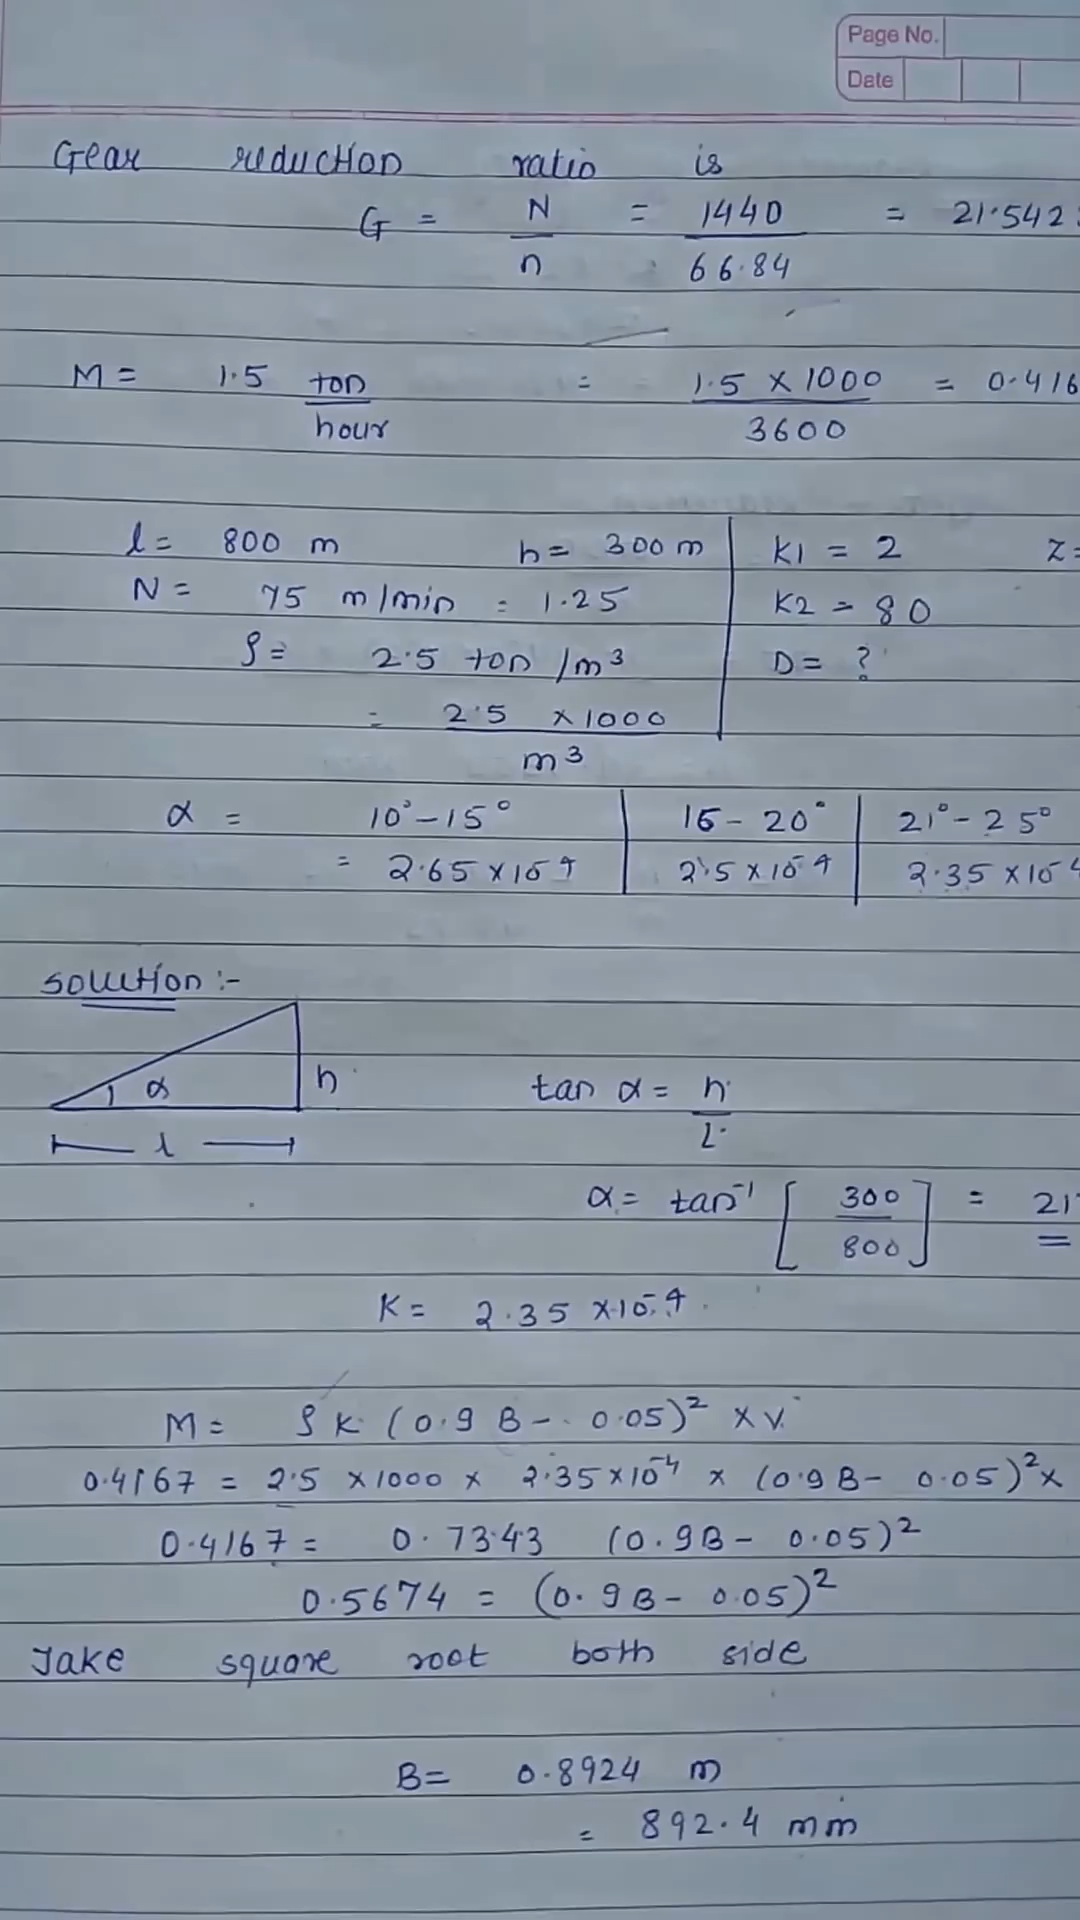 Page No.
Date
Gear reduction ratio is
G = N/n = 1440/66.84 = 21.542
M = 1.5 ton/hour = 1.5 × 1000/3600 = 0.416
l = 800 m h = 300 m K1 = 2 Z =
N = 75 m/min = 1.25 K2 = 80
ρ = 2.5 ton/m³ D = ?
= 2.5 × 1000/m³
α = 10° - 15° 16 - 20° 21° - 25°
= 2.65 × 10⁻⁴ 2.5 × 10⁻⁴ 2.35 × 10⁻⁴
Solution :-
α h
l
tan α = h/L
α = tan⁻¹ [300/800] = 21
K = 2.35 × 10⁻⁴
M = ρ K (0.9 B - 0.05)² × v
0.4167 = 2.5 × 1000 × 2.35 × 10⁻⁴ × (0.9B - 0.05)² ×
0.4167 = 0.7343 (0.9B - 0.05)²
0.5674 = (0.9B - 0.05)²
Take square root both side
B = 0.8924 m
= 892.4 mm